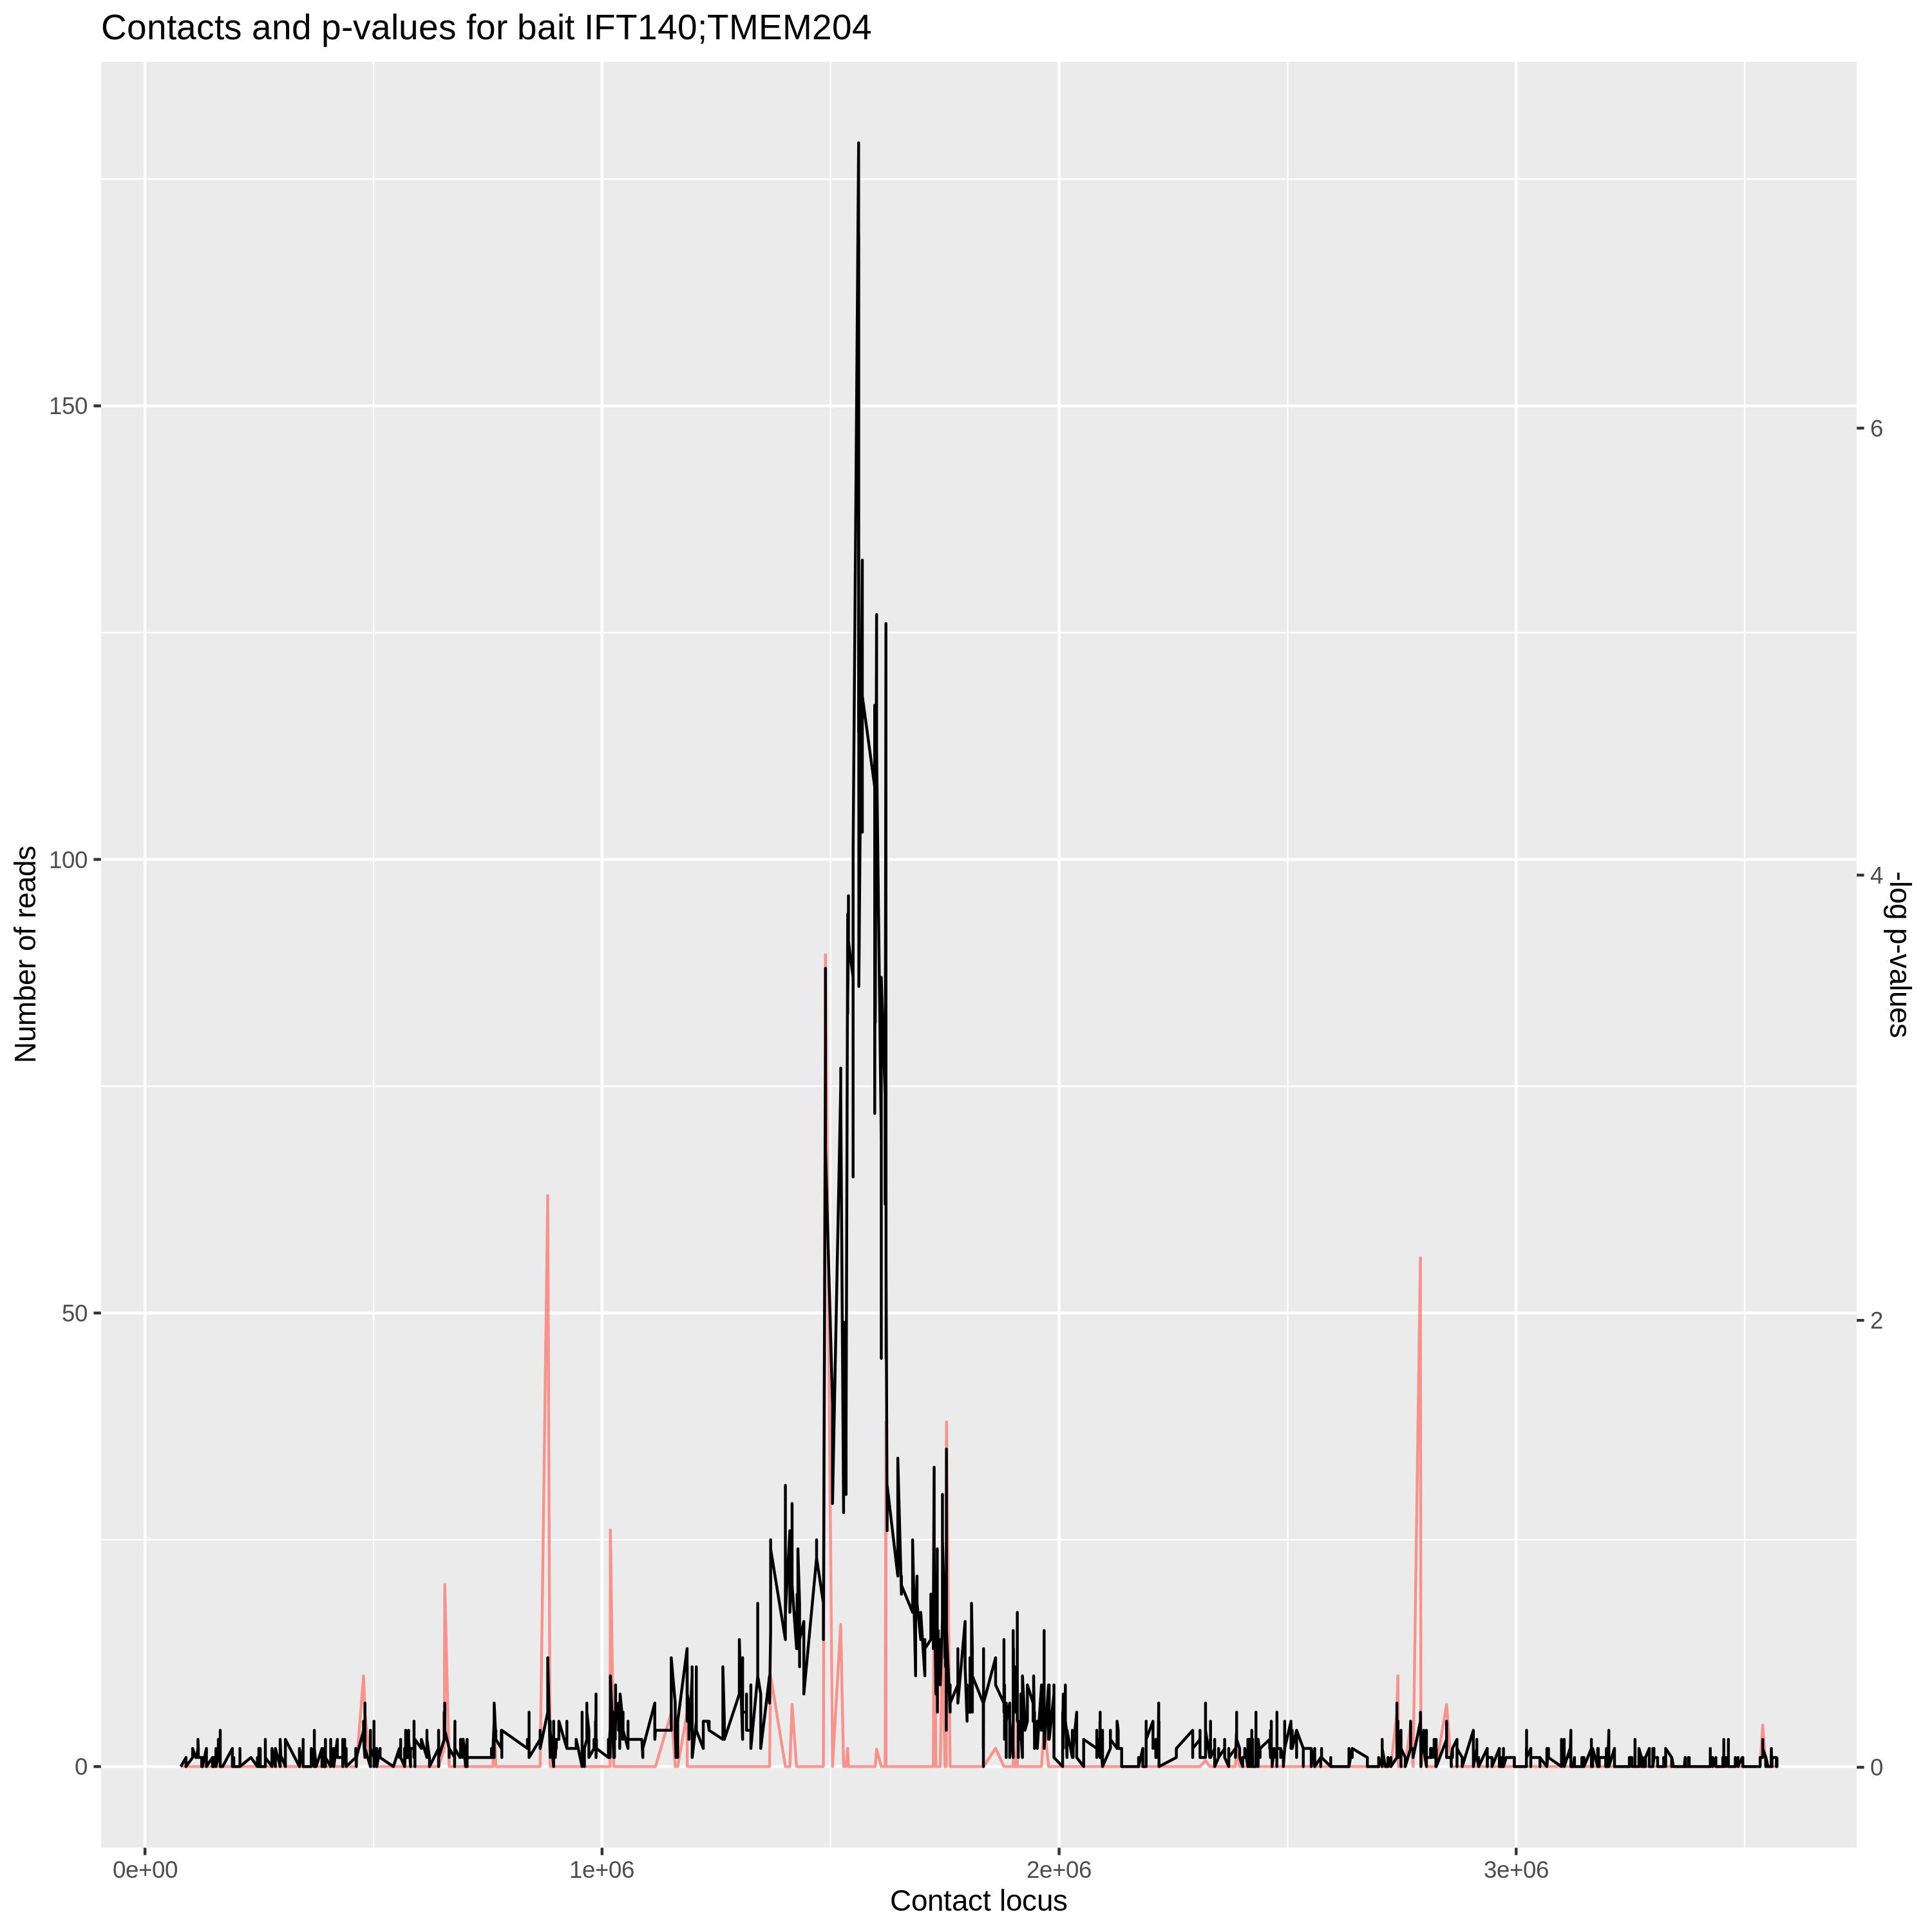 Contacts and p-values for bait IFT140;TMEM204
150
100
50
0
Number of reads
6
4
2
0
-log p-values
0e+00
1e+06
2e+06
3e+06
Contact locus